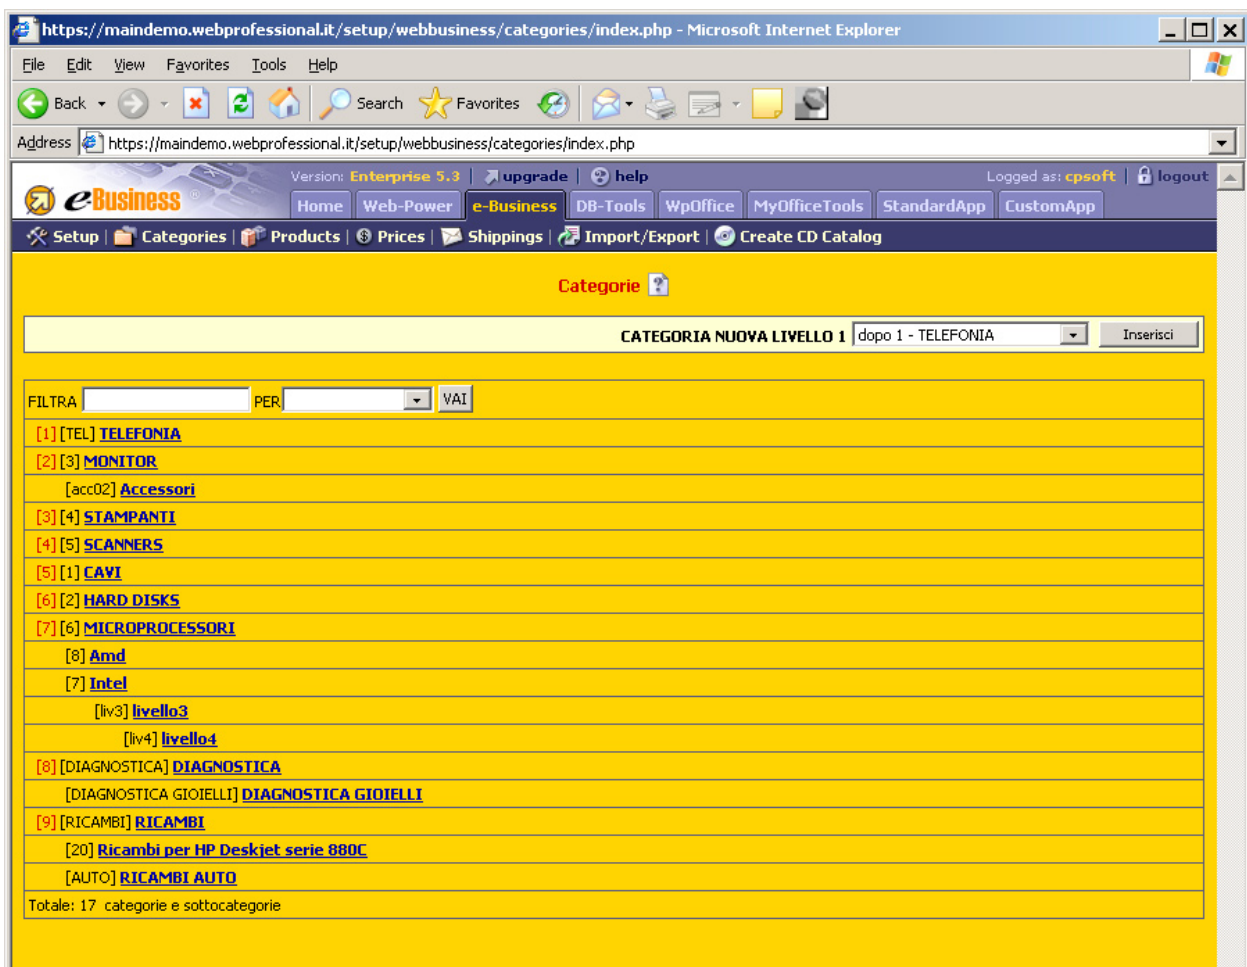 https://maindemo.webprofessional.it/setup/webbusiness/categories/index.php - Microsoft Internet Explorer
File Edit View Favorites Tools Help
Back Search Favorites
Address https://maindemo.webprofessional.it/setup/webbusiness/categories/index.php
Version: Enterprise 5.3 | upgrade | help Logged as: cpsoft | logout
e-Business ®
Home Web-Power e-Business DB-Tools WpOffice MyOfficeTools StandardApp CustomApp
Setup | Categories | Products | Prices | Shippings | Import/Export | Create CD Catalog
Categorie
CATEGORIA NUOVA LIVELLO 1 dopo 1 - TELEFONIA Inserisci
FILTRA PER VAI
[1] [TEL] TELEFONIA
[2] [3] MONITOR
[acc02] Accessori
[3] [4] STAMPANTI
[4] [5] SCANNERS
[5] [1] CAVI
[6] [2] HARD DISKS
[7] [6] MICROPROCESSORI
[8] Amd
[7] Intel
[liv3] livello3
[liv4] livello4
[8] [DIAGNOSTICA] DIAGNOSTICA
[DIAGNOSTICA GIOIELLI] DIAGNOSTICA GIOIELLI
[9] [RICAMBI] RICAMBI
[20] Ricambi per HP Deskjet serie 880C
[AUTO] RICAMBI AUTO
Totale: 17 categorie e sottocategorie